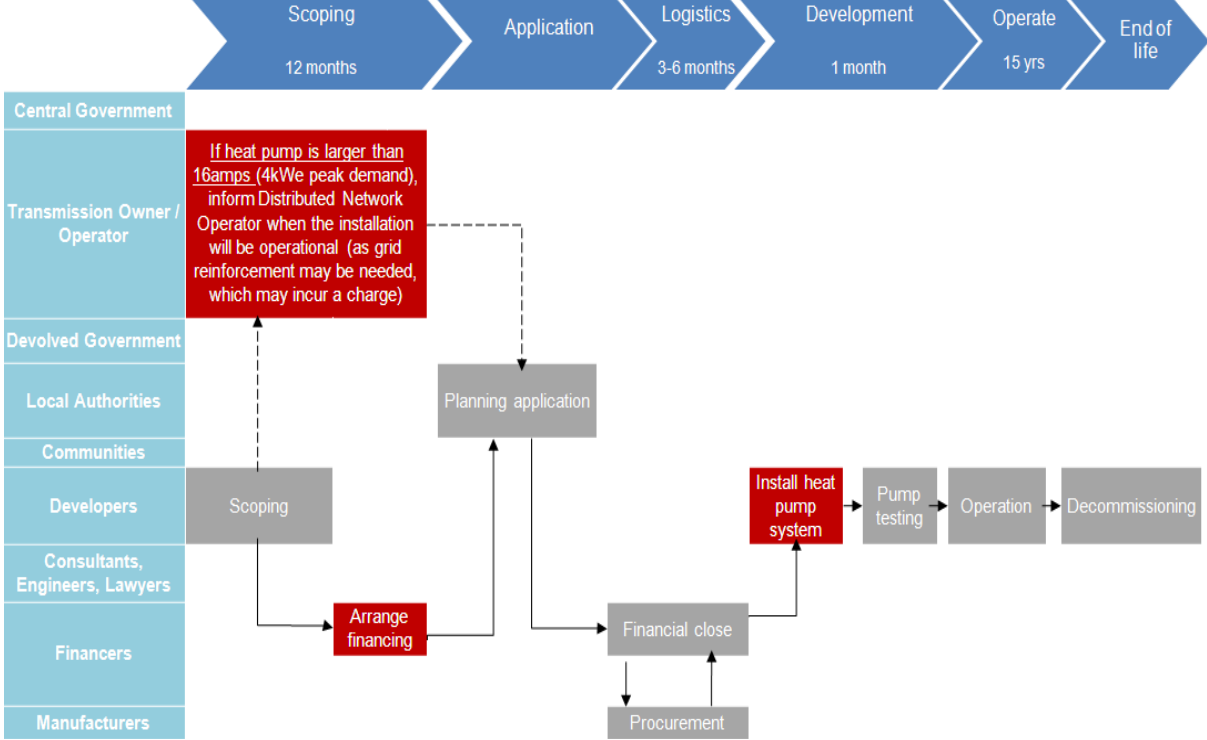 Scoping
12 months
Application
Logistics
3-6 months
Development
1 month
Operate
15 yrs
End of
life
Central Government
Transmission Owner /
Operator
If heat pump is larger than
16amps (4kWe peak demand),
inform Distributed Network
Operator when the installation
will be operational (as grid
reinforcement may be needed,
which may incur a charge)
Devolved Government
Local Authorities
Planning application
Communities
Developers
Scoping
Install heat
pump
system
Pump
testing
Operation
Decommissioning
Consultants,
Engineers, Lawyers
Financers
Arrange
financing
Financial close
Manufacturers
Procurement